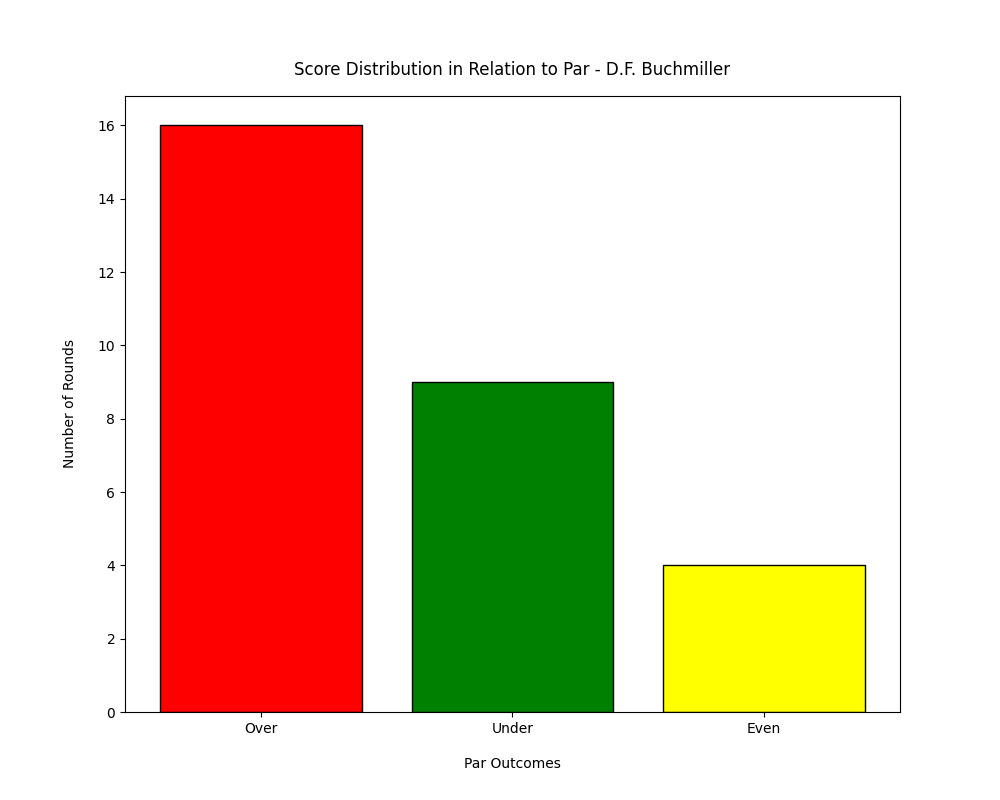 Score Distribution in Relation to Par - D.F. Buchmiller
16
14
12
10
8
6
4
2
0
Number of Rounds
Over
Under
Even
Par Outcomes